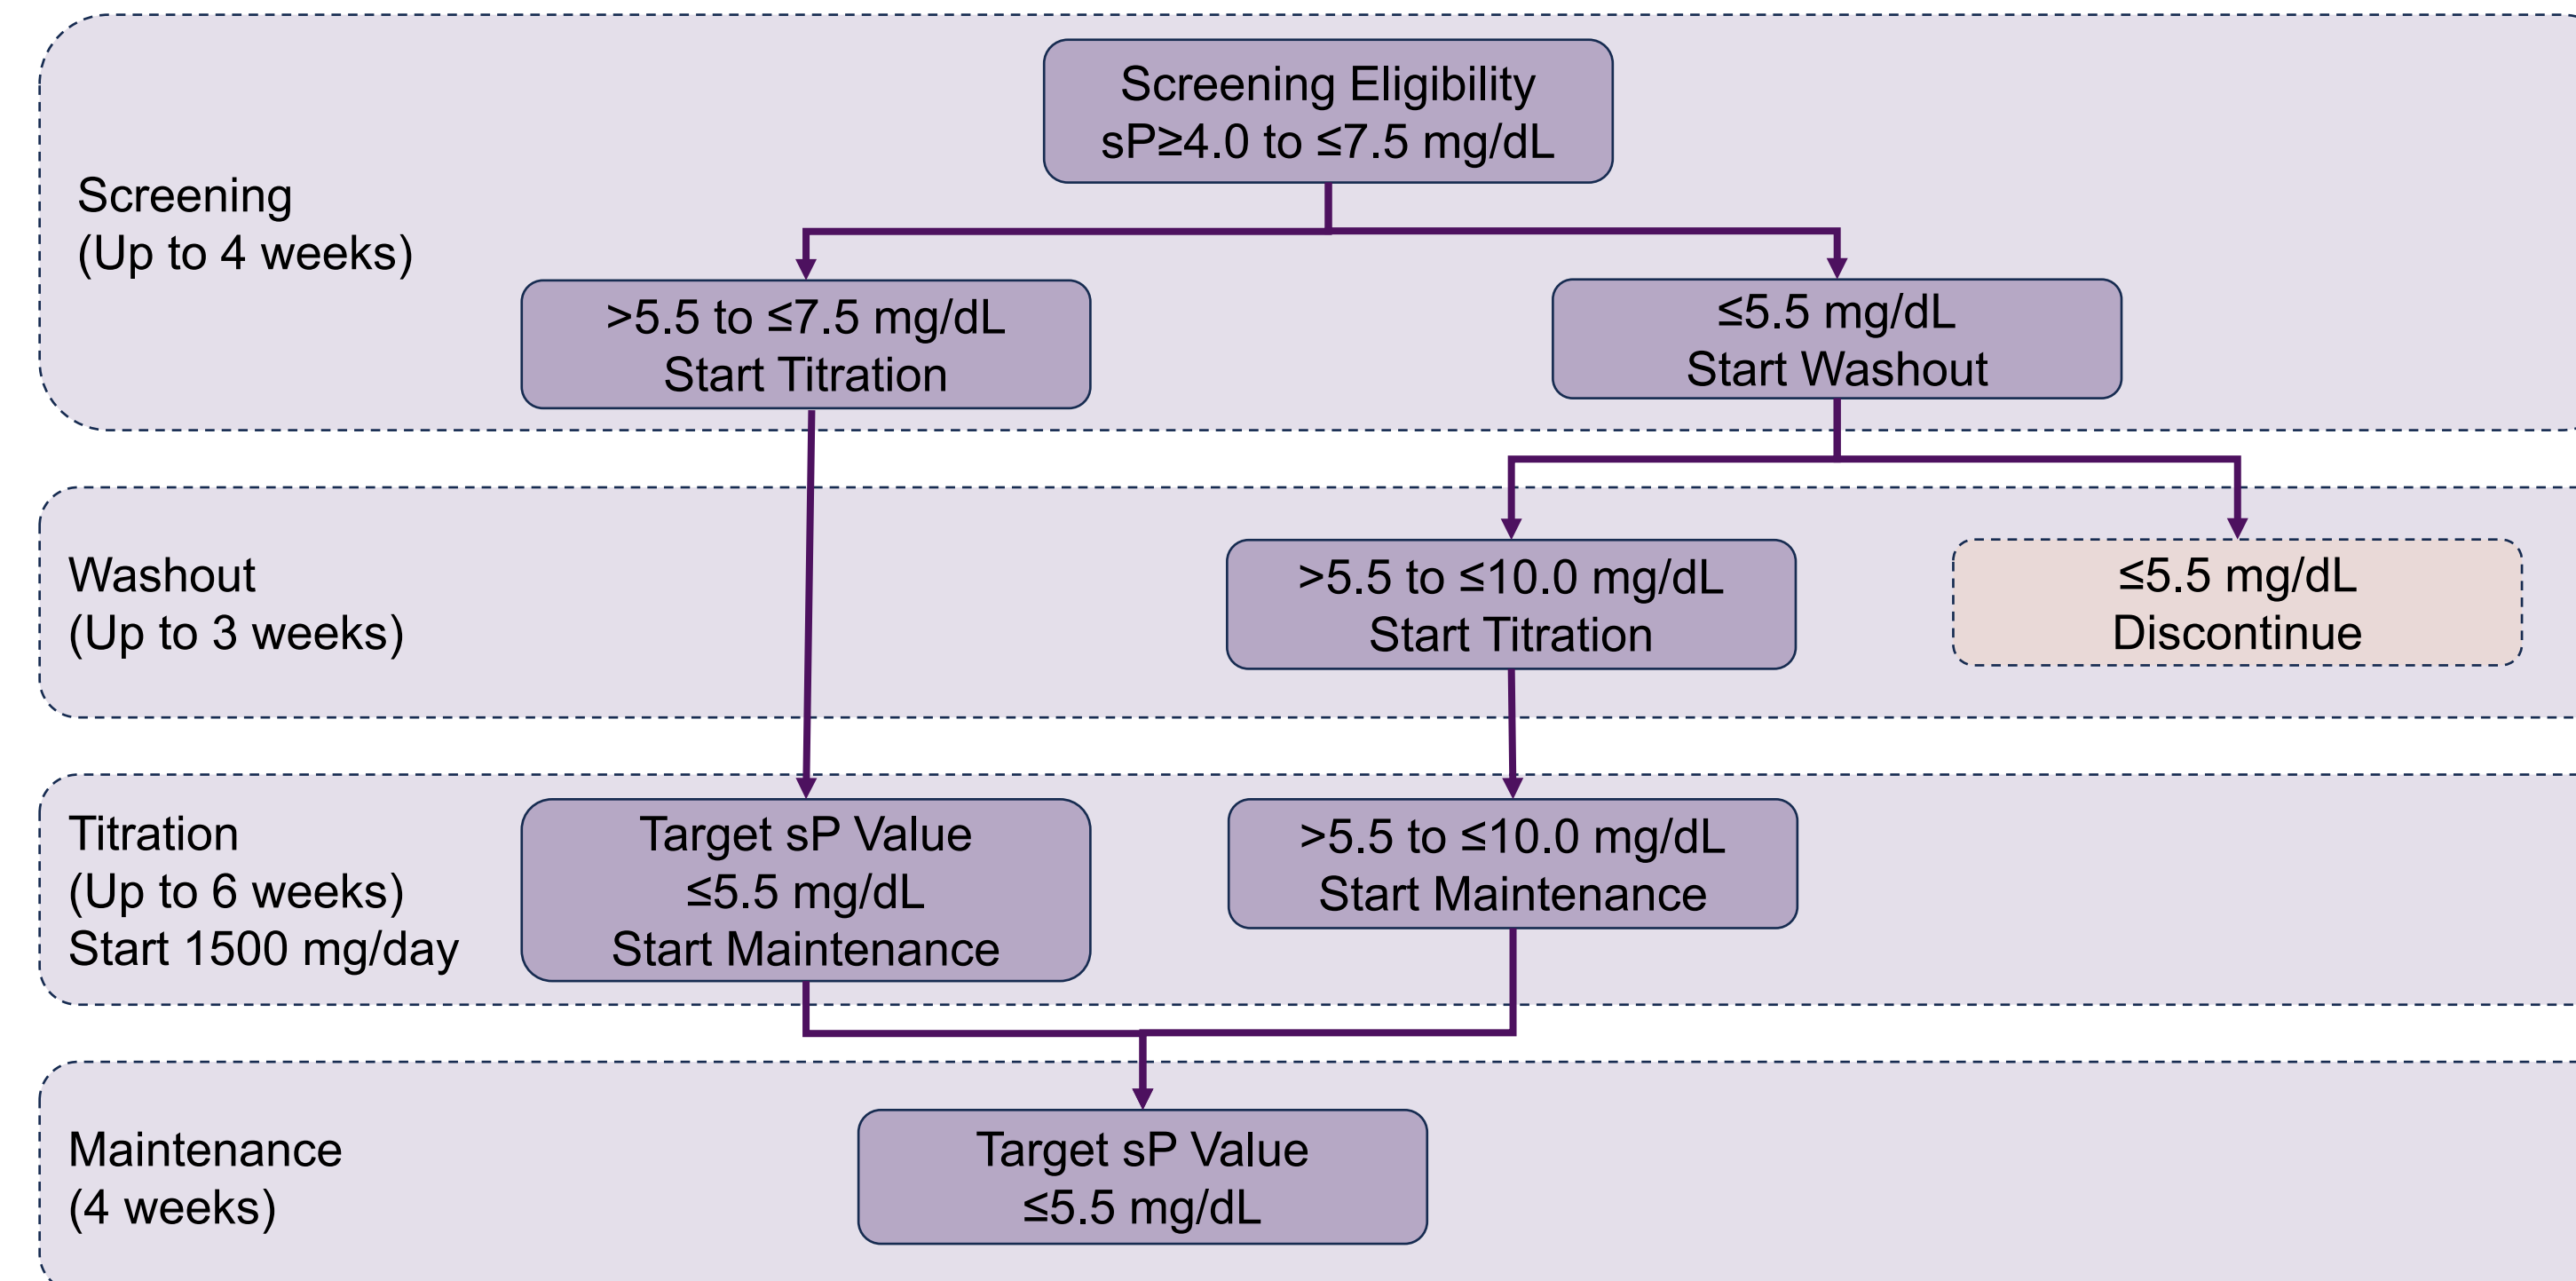 Screening Eligibility
sP≥4.0 to ≤7.5 mg/dL
Screening
(Up to 4 weeks)
>5.5 to ≤7.5 mg/dL
Start Titration
≤5.5 mg/dL
Start Washout
Washout
(Up to 3 weeks)
>5.5 to ≤10.0 mg/dL
Start Titration
≤5.5 mg/dL
Discontinue
Titration
(Up to 6 weeks)
Start 1500 mg/day
Target sP Value
≤5.5 mg/dL
Start Maintenance
>5.5 to ≤10.0 mg/dL
Start Maintenance
Maintenance
(4 weeks)
Target sP Value
≤5.5 mg/dL